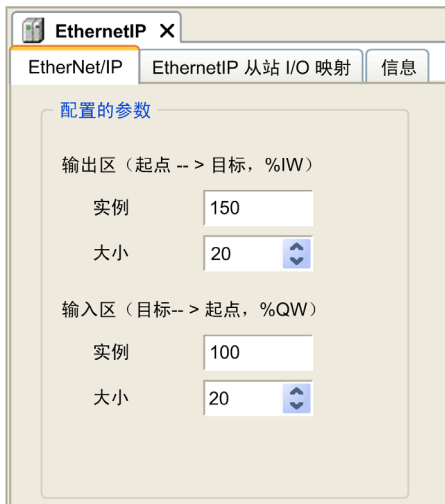 EthernetIP X
EtherNet/IP EthernetIP 从站 I/O 映射 信息
配置的参数
输出区（起点 -- > 目标，%IW）
实例 150
大小 20
输入区（目标-- > 起点，%QW）
实例 100
大小 20